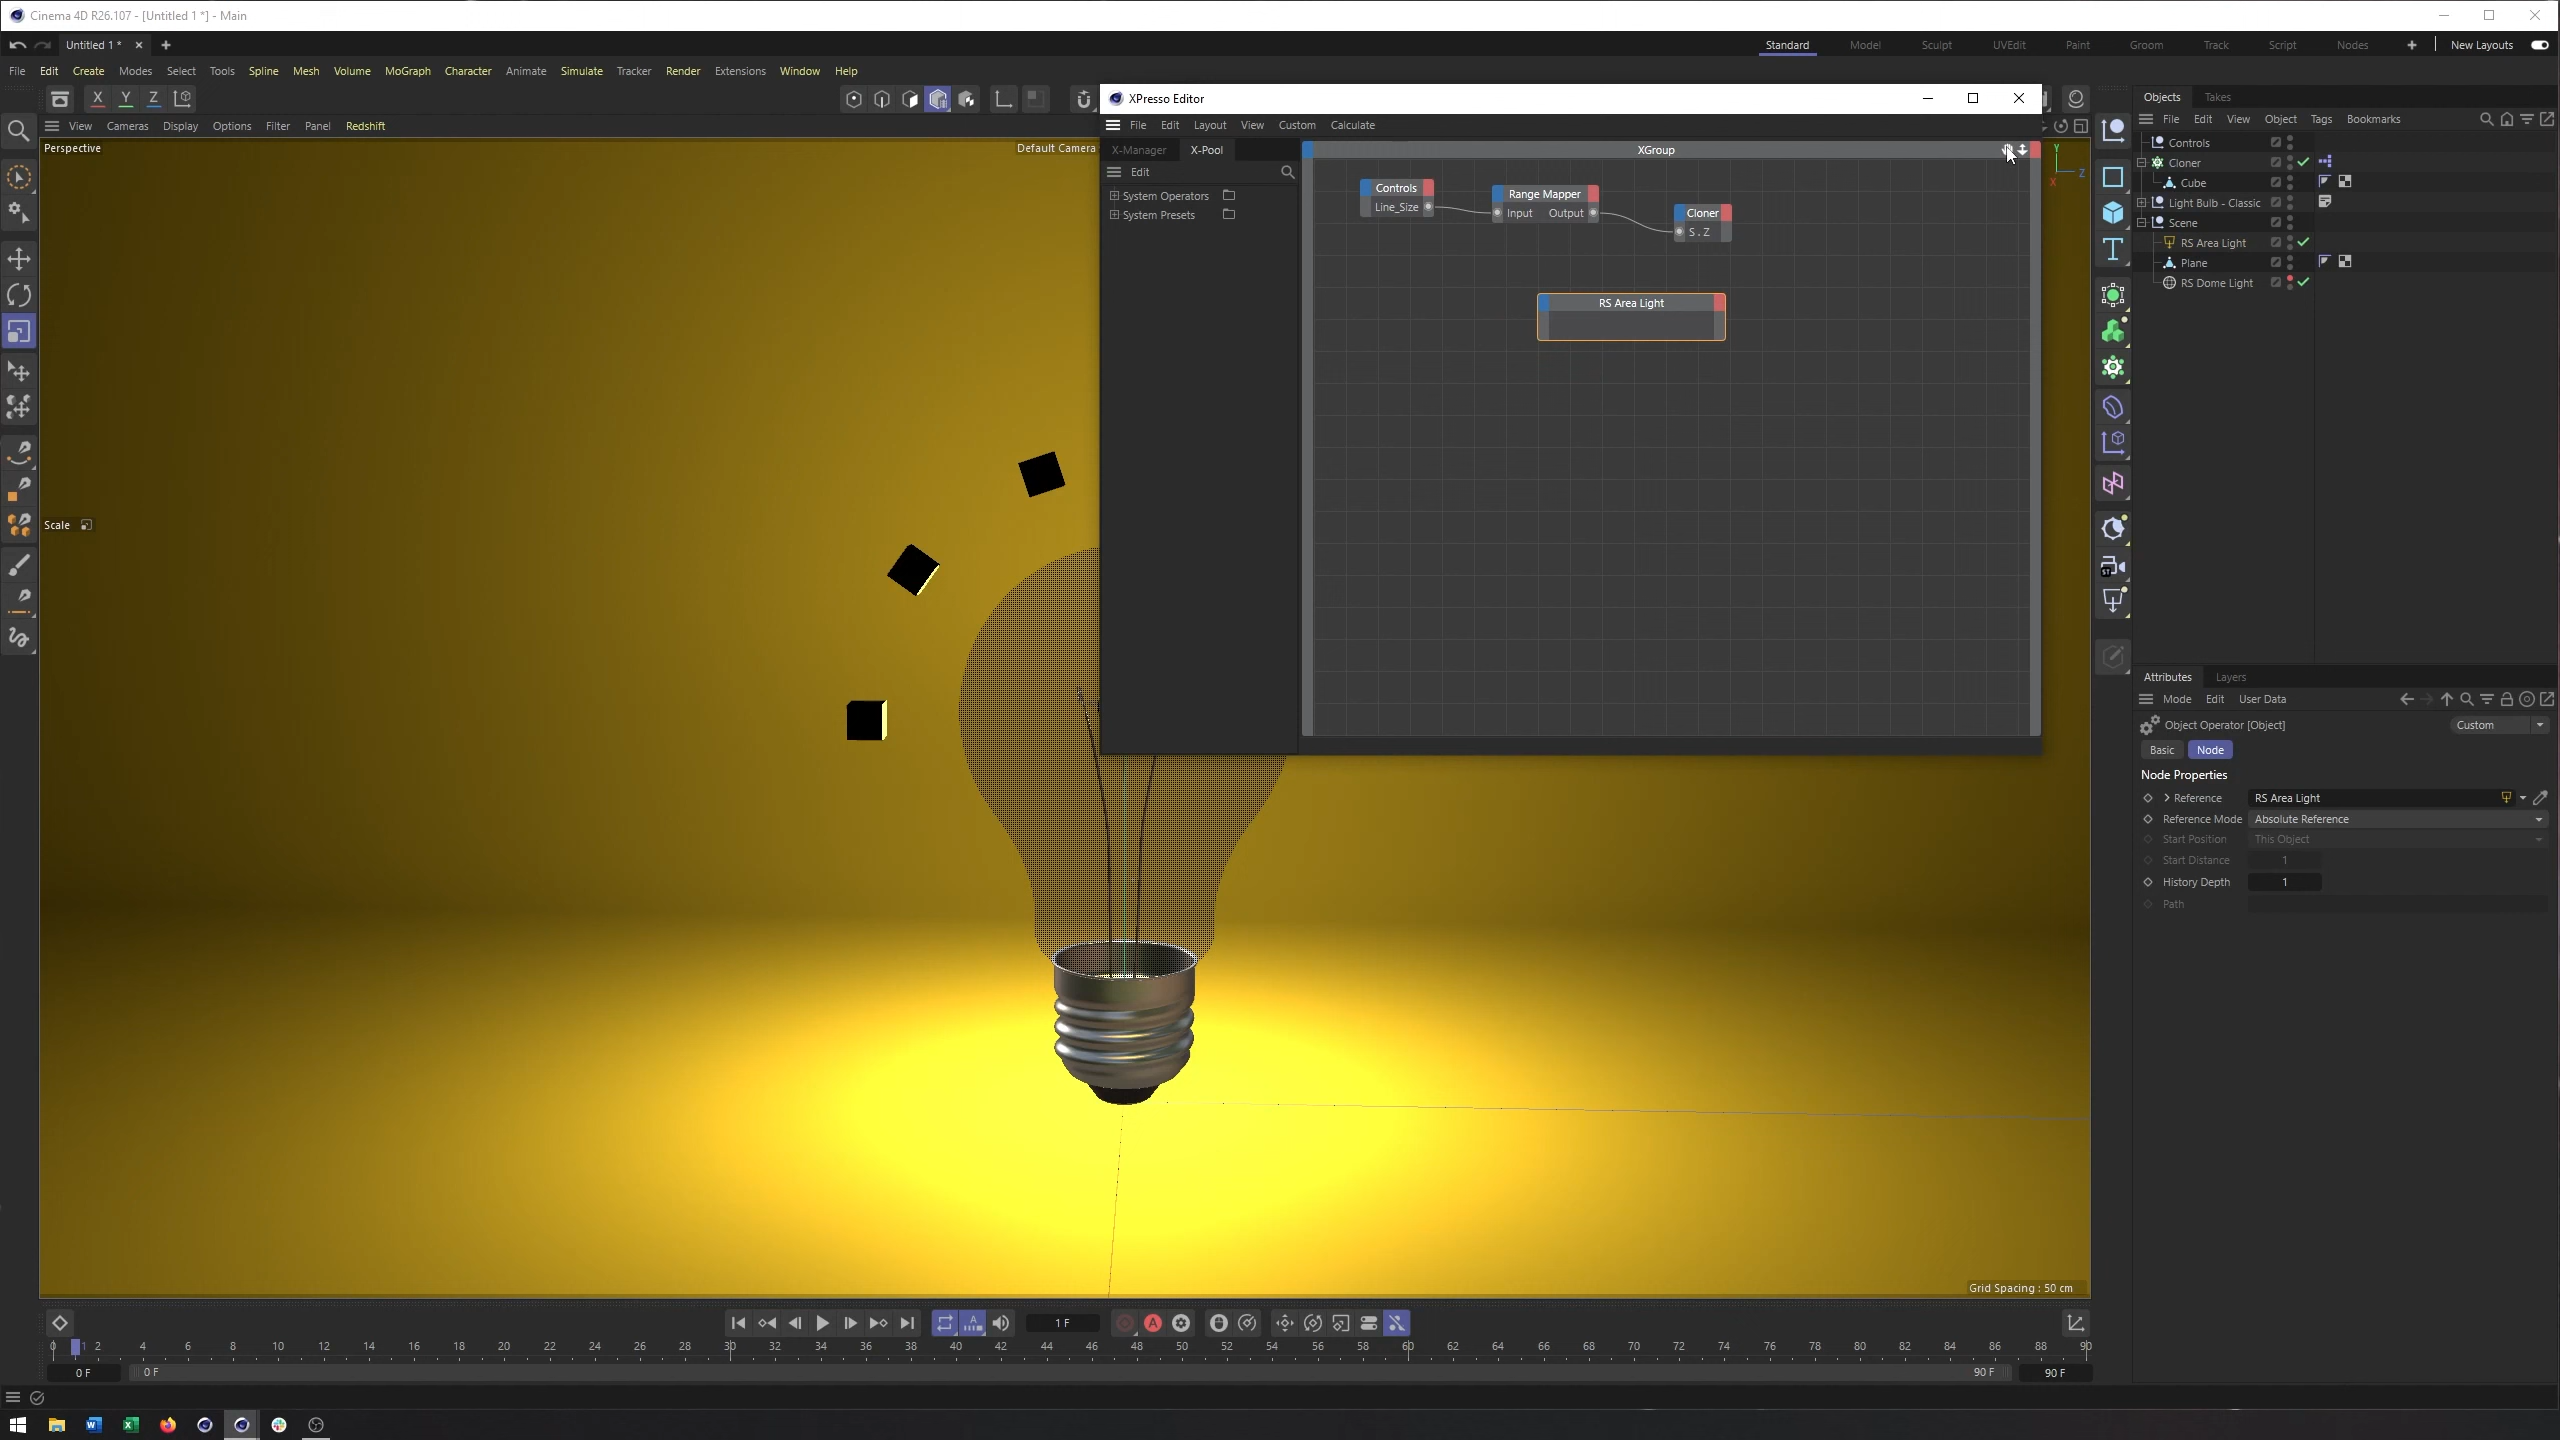 Cinema 4D R26.107 - [Untitled 1 *] - Main
Untitled 1 *
Standard Model Sculpt UVEdit Paint Groom Track Script Nodes New Layouts
File Edit Create Modes Select Tools Spline Mesh Volume MoGraph Character Animate Simulate Tracker Render Extensions Window Help
X Y Z
View Cameras Display Options Filter Panel Redshift
Perspective
Default Camera
Scale
Grid Spacing : 50 cm
XPresso Editor
File Edit Layout View Custom Calculate
X-Manager X-Pool
Edit
System Operators
System Presets
XGroup
Controls
Line_Size
Range Mapper
Input Output
Cloner
S . Z
RS Area Light
Y
Z
X
Objects Takes
File Edit View Object Tags Bookmarks
Controls
Cloner
Cube
Light Bulb - Classic
Scene
RS Area Light
Plane
RS Dome Light
Attributes Layers
Mode Edit User Data
Object Operator [Object]
Custom
Basic Node
Node Properties
Reference RS Area Light
Reference Mode Absolute Reference
Start Position This Object
Start Distance 1
History Depth 1
Path
1 F
0 1 2 4 6 8 10 12 14 16 18 20 22 24 26 28 30 32 34 36 38 40 42 44 46 48 50 52 54 56 58 60 62 64 66 68 70 72 74 76 78 80 82 84 86 88 90
0 F 0 F 90 F 90 F